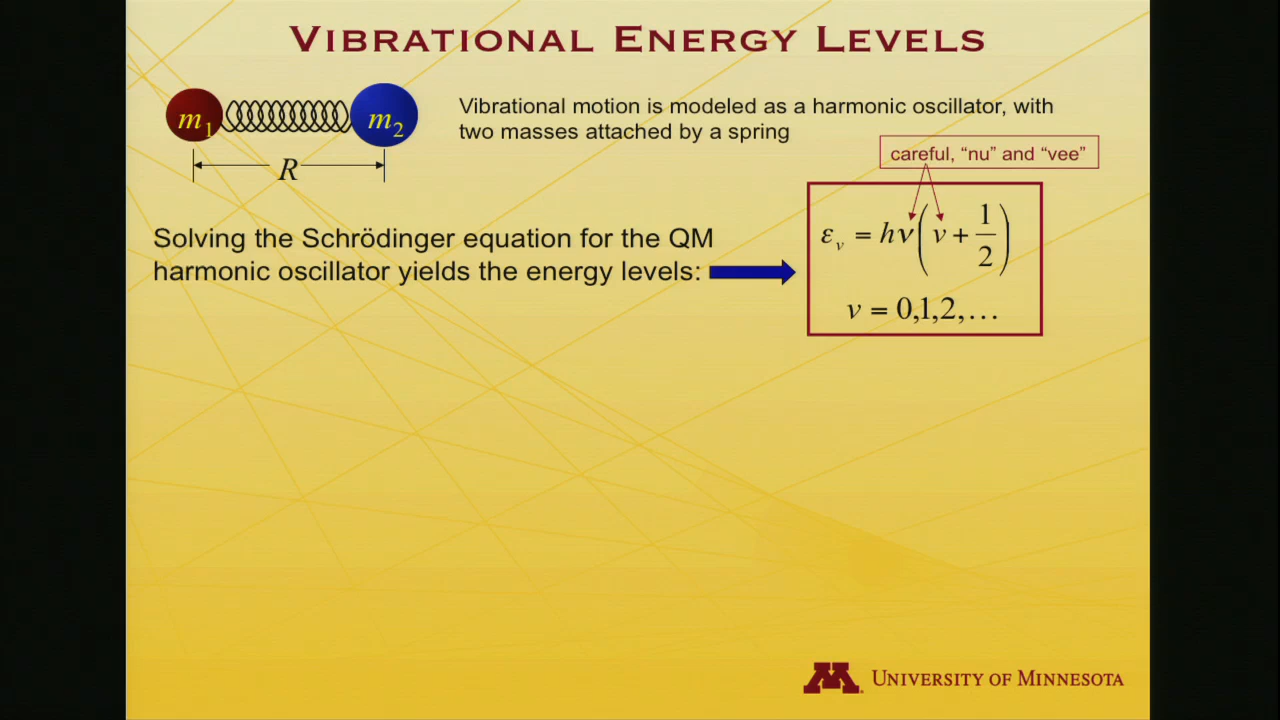 VIBRATIONAL ENERGY LEVELS
m₁ m₂
R
Vibrational motion is modeled as a harmonic oscillator, with
two masses attached by a spring
careful, “nu” and “vee”
Solving the Schrödinger equation for the QM
harmonic oscillator yields the energy levels:
εᵥ = hν(v + 1/2)
v = 0,1,2,…
M UNIVERSITY OF MINNESOTA